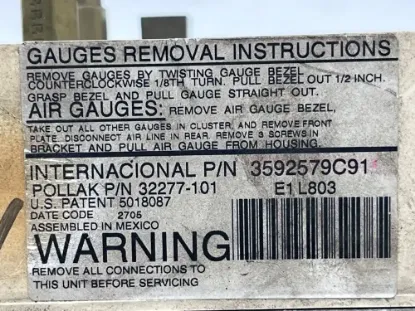 GAUGES REMOVAL INSTRUCTIONS
REMOVE GAUGES BY TWISTING GAUGE BEZEL
COUNTERCLOCKWISE 1/8TH TURN. PULL BEZEL OUT 1/2 INCH.
GRASP BEZEL AND PULL GAUGE STRAIGHT OUT.
AIR GAUGES: REMOVE AIR GAUGE BEZEL,
TAKE OUT ALL OTHER GAUGES IN CLUSTER, AND REMOVE FRONT
PLATE. DISCONNECT AIR LINE IN REAR. REMOVE 3 SCREWS IN
BRACKET AND PULL AIR GAUGE FROM HOUSING.
INTERNACIONAL P/N 3592579C91
POLLAK P/N 32277-101 E1L803
U.S. PATENT 5018087
DATE CODE 2705
ASSEMBLED IN MEXICO
WARNING
REMOVE ALL CONNECTIONS TO
THIS UNIT BEFORE SERVICING